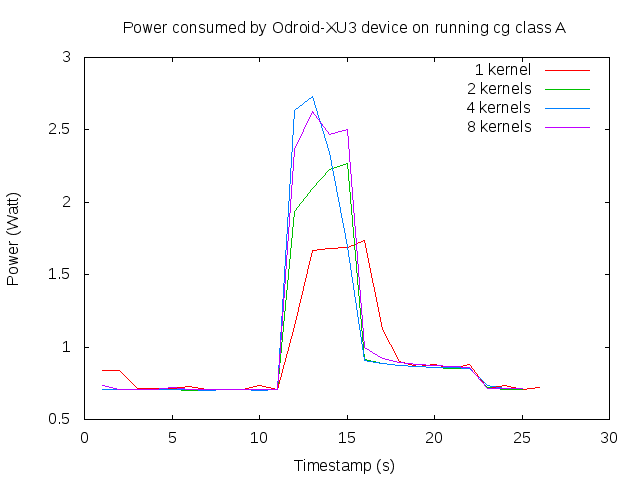 Power consumed by Odroid-XU3 device on running cg class A
3
1 kernel
2 kernels
4 kernels
8 kernels
2.5
2
Power (Watt)
1.5
1
0.5
0 5 10 15 20 25 30
Timestamp (s)